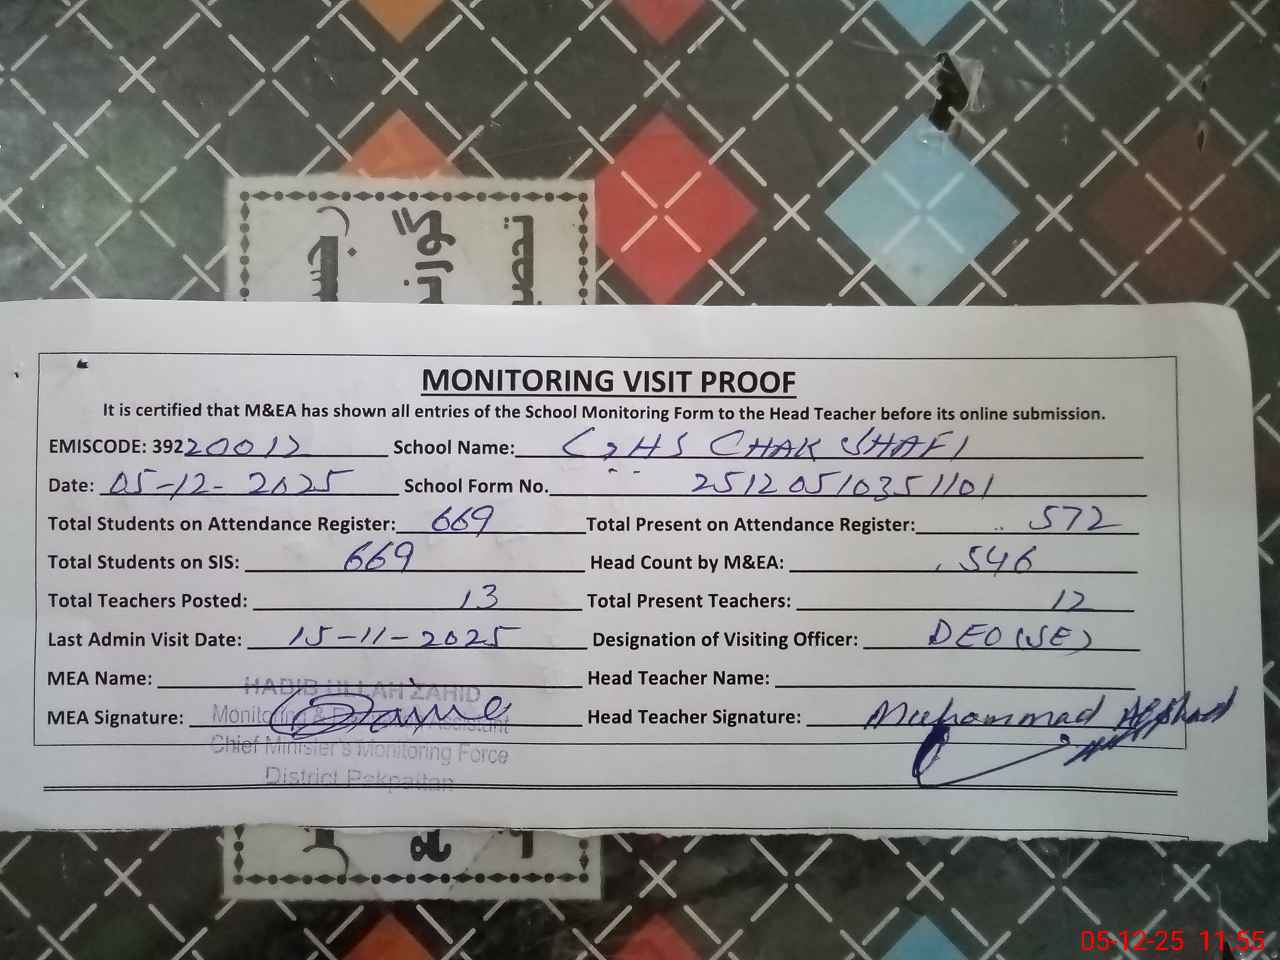 گورنم
تصد
MONITORING VISIT PROOF
It is certified that M&EA has shown all entries of the School Monitoring Form to the Head Teacher before its online submission.
EMISCODE: 39220012 School Name: GHS CHAK SHAFI
Date: 05-12-2025 School Form No. 25120510351101
Total Students on Attendance Register: 669 Total Present on Attendance Register: 572
Total Students on SIS: 669 Head Count by M&EA: 546
Total Teachers Posted: 13 Total Present Teachers: 12
Last Admin Visit Date: 15-11-2025 Designation of Visiting Officer: DEO (SE)
MEA Name: HABIB ULLAH ZAHID Head Teacher Name:
MEA Signature: Monitoring & Assistant Head Teacher Signature: Muhammad Afshad
Chief Minister's Monitoring Force
District Pakpattan
05-12-25 11:55